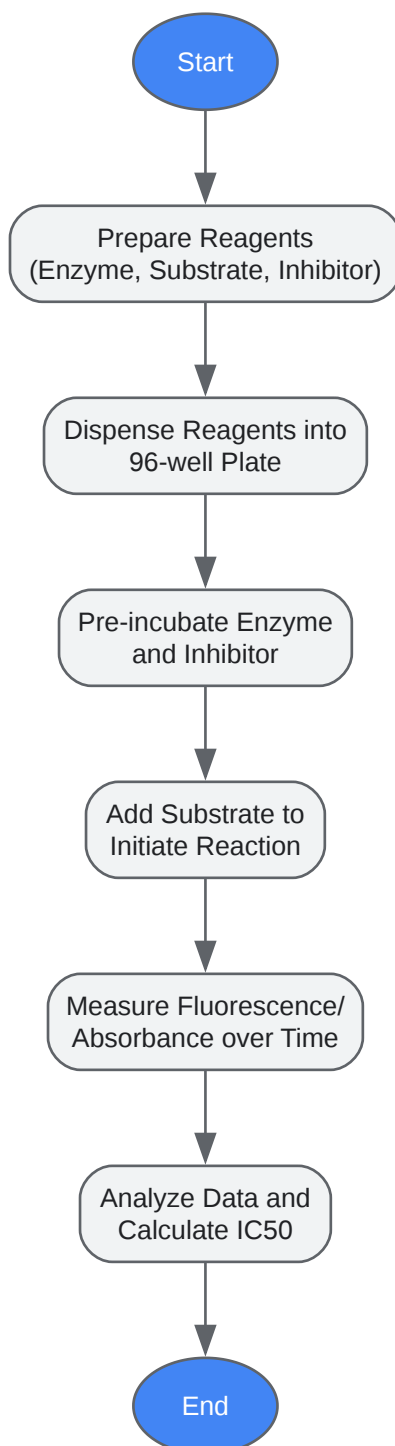 Start
Prepare Reagents
(Enzyme, Substrate, Inhibitor)
Dispense Reagents into
96-well Plate
Pre-incubate Enzyme
and Inhibitor
Add Substrate to
Initiate Reaction
Measure Fluorescence/
Absorbance over Time
Analyze Data and
Calculate IC50
End